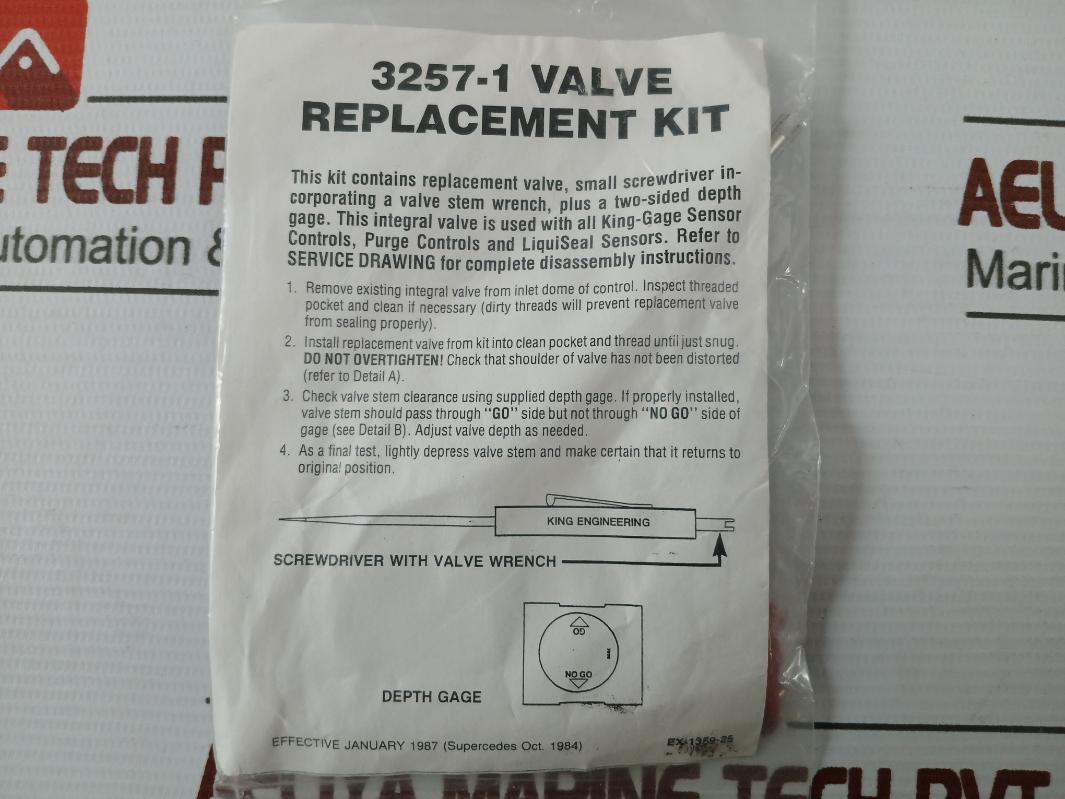 3257-1 VALVE
REPLACEMENT KIT
This kit contains replacement valve, small screwdriver in-
corporating a valve stem wrench, plus a two-sided depth
gage. This integral valve is used with all King-Gage Sensor
Controls, Purge Controls and LiquiSeal Sensors. Refer to
SERVICE DRAWING for complete disassembly instructions.
1. Remove existing integral valve from inlet dome of control. Inspect threaded
pocket and clean if necessary (dirty threads will prevent replacement valve
from sealing properly).
2. Install replacement valve from kit into clean pocket and thread until just snug.
DO NOT OVERTIGHTEN! Check that shoulder of valve has not been distorted
(refer to Detail A).
3. Check valve stem clearance using supplied depth gage. If properly installed,
valve stem should pass through "GO" side but not through "NO GO" side of
gage (see Detail B). Adjust valve depth as needed.
4. As a final test, lightly depress valve stem and make certain that it returns to
original position.
KING ENGINEERING
SCREWDRIVER WITH VALVE WRENCH
GO
NO GO
DEPTH GAGE
EFFECTIVE JANUARY 1987 (Supercedes Oct. 1984)
EX-1359-25
E TECH P
utomation &
AEL
Mari
MARINE TECH PVT